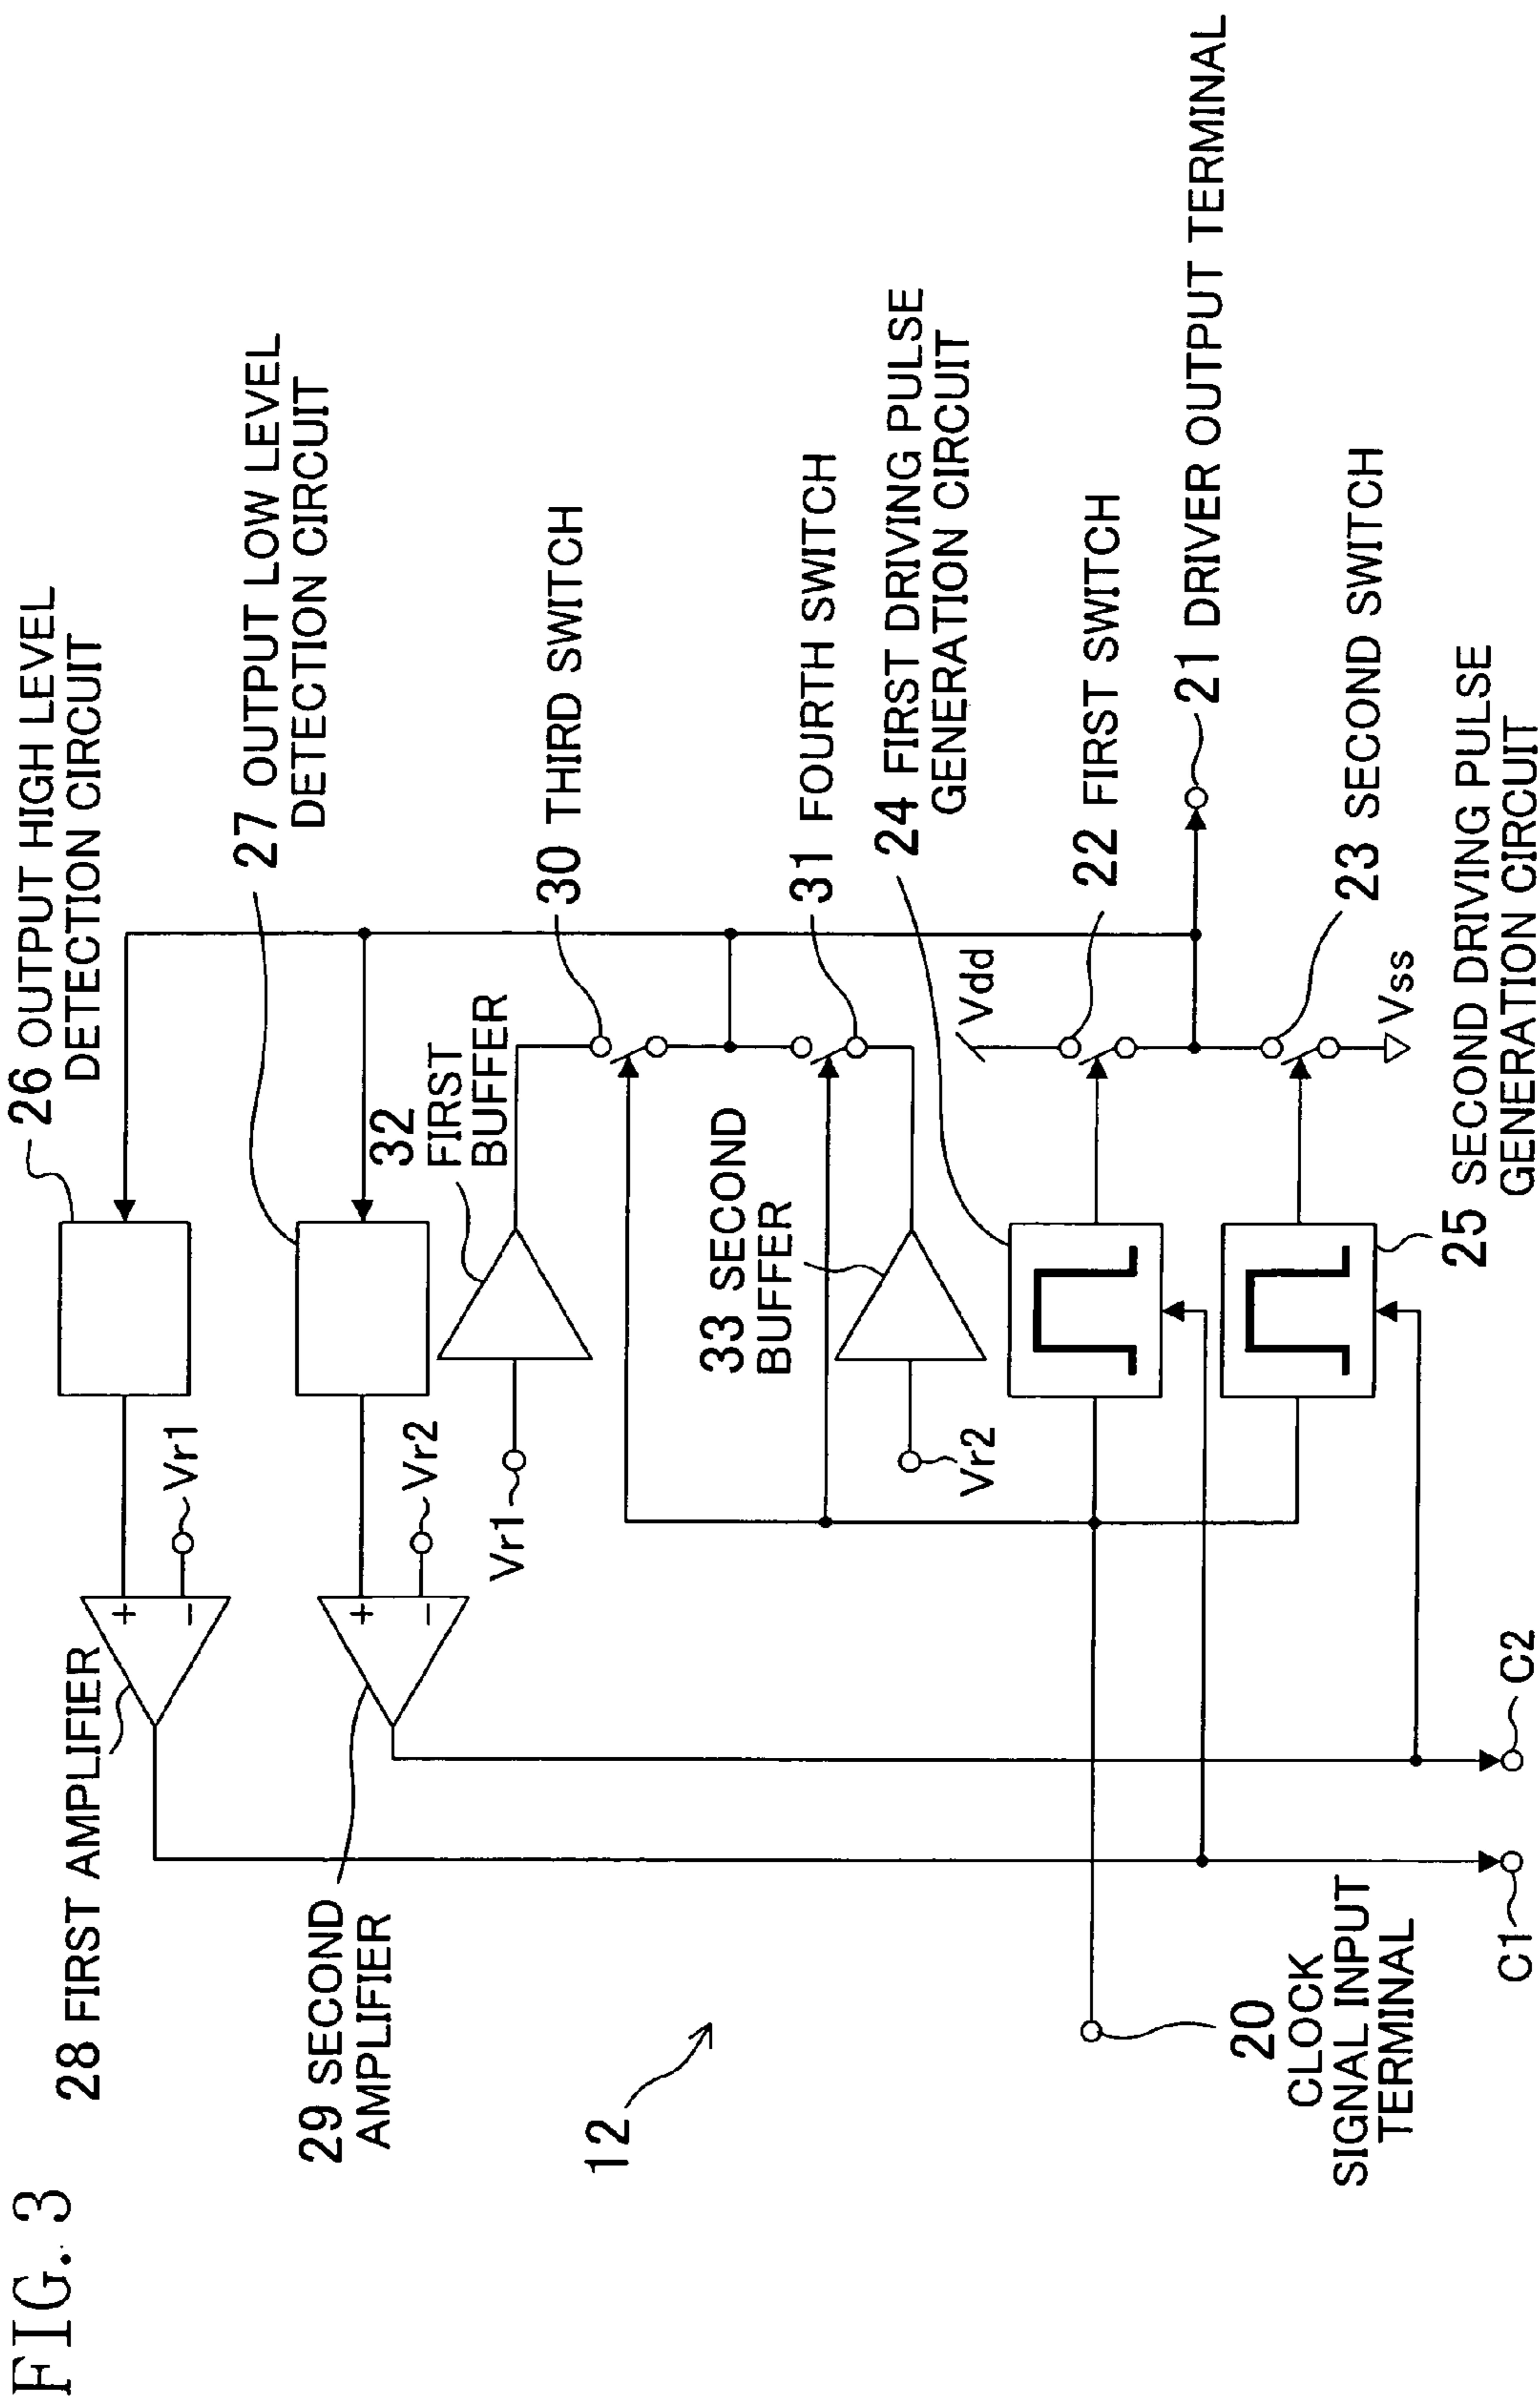 FIG. 3
26 OUTPUT HIGH LEVEL
DETECTION CIRCUIT
28 FIRST AMPLIFIER
+
−
Vr1
27 OUTPUT LOW LEVEL
DETECTION CIRCUIT
29 SECOND
AMPLIFIER
+
−
Vr2
32
FIRST
BUFFER
Vr1
30 THIRD SWITCH
12
33 SECOND
BUFFER
31 FOURTH SWITCH
Vr2
24 FIRST DRIVING PULSE
GENERATION CIRCUIT
Vdd
22 FIRST SWITCH
21 DRIVER OUTPUT TERMINAL
20
CLOCK
SIGNAL INPUT
TERMINAL
23 SECOND SWITCH
Vss
25 SECOND DRIVING PULSE
GENERATION CIRCUIT
C1
C2